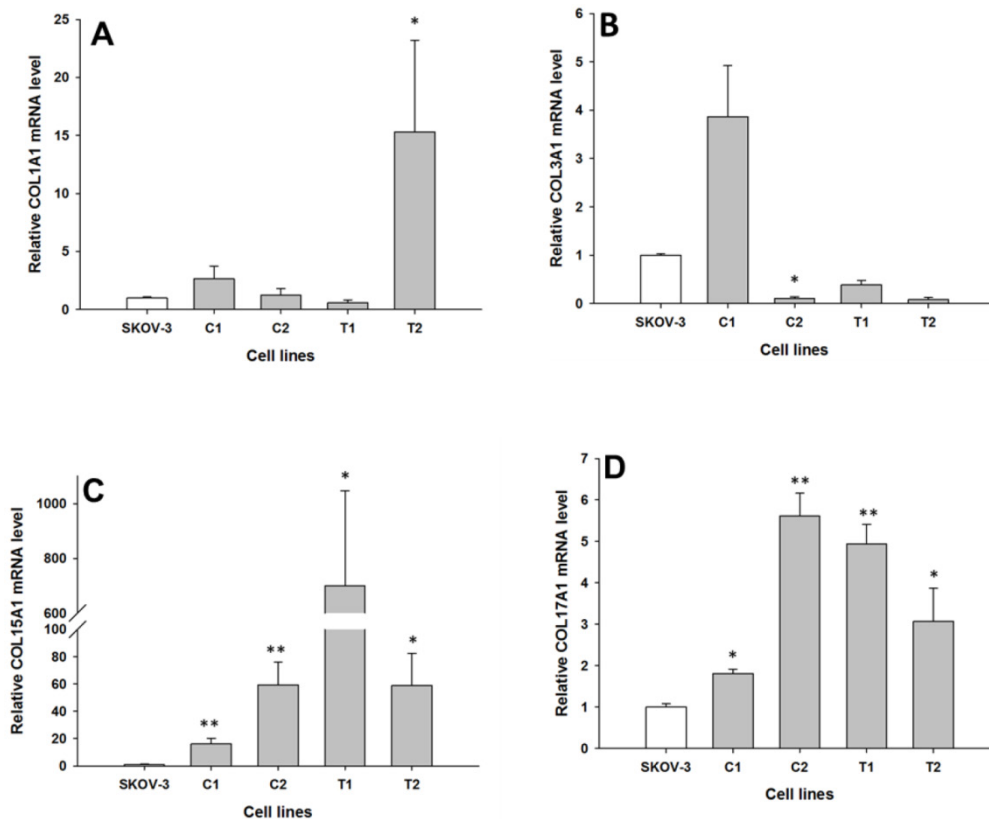 A
Relative COL1A1 mRNA level
25
20
15
10
5
0
*
SKOV-3 C1 C2 T1 T2
Cell lines
B
Relative COL3A1 mRNA level
6
5
4
3
2
1
0
*
SKOV-3 C1 C2 T1 T2
Cell lines
C
Relative COL15A1 mRNA level
1000
800
600
100
80
60
40
20
0
** ** * *
SKOV-3 C1 C2 T1 T2
Cell lines
D
Relative COL17A1 mRNA level
7
6
5
4
3
2
1
0
* ** ** *
SKOV-3 C1 C2 T1 T2
Cell lines